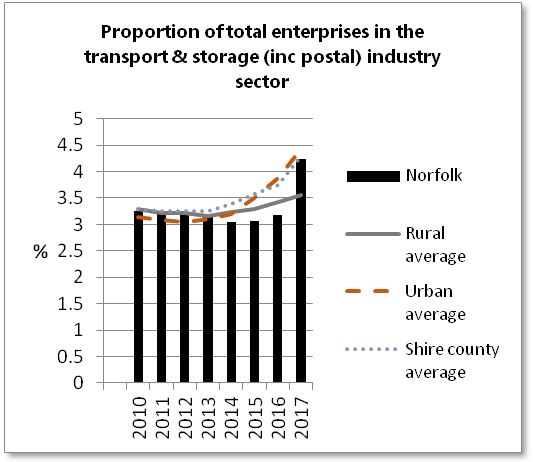 Proportion of total enterprises in the
transport & storage (inc postal) industry
sector
5
4.5
4
3.5
3
2.5
2
1.5
1
0.5
0
%
2010
2011
2012
2013
2014
2015
2016
2017
Norfolk
Rural
average
Urban
average
Shire county
average